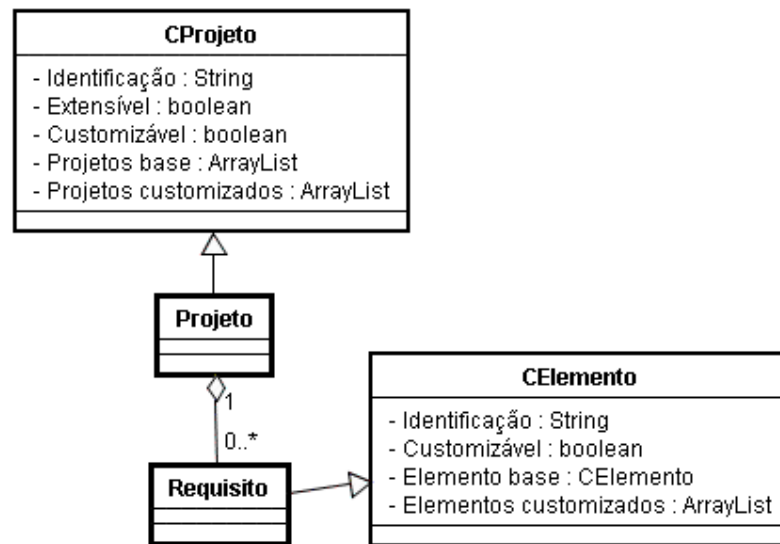 CProjeto
- Identificação : String
- Extensível : boolean
- Customizável : boolean
- Projetos base : ArrayList
- Projetos customizados : ArrayList
Projeto
1
0..*
Requisito
CElemento
- Identificação : String
- Customizável : boolean
- Elemento base : CElemento
- Elementos customizados : ArrayList